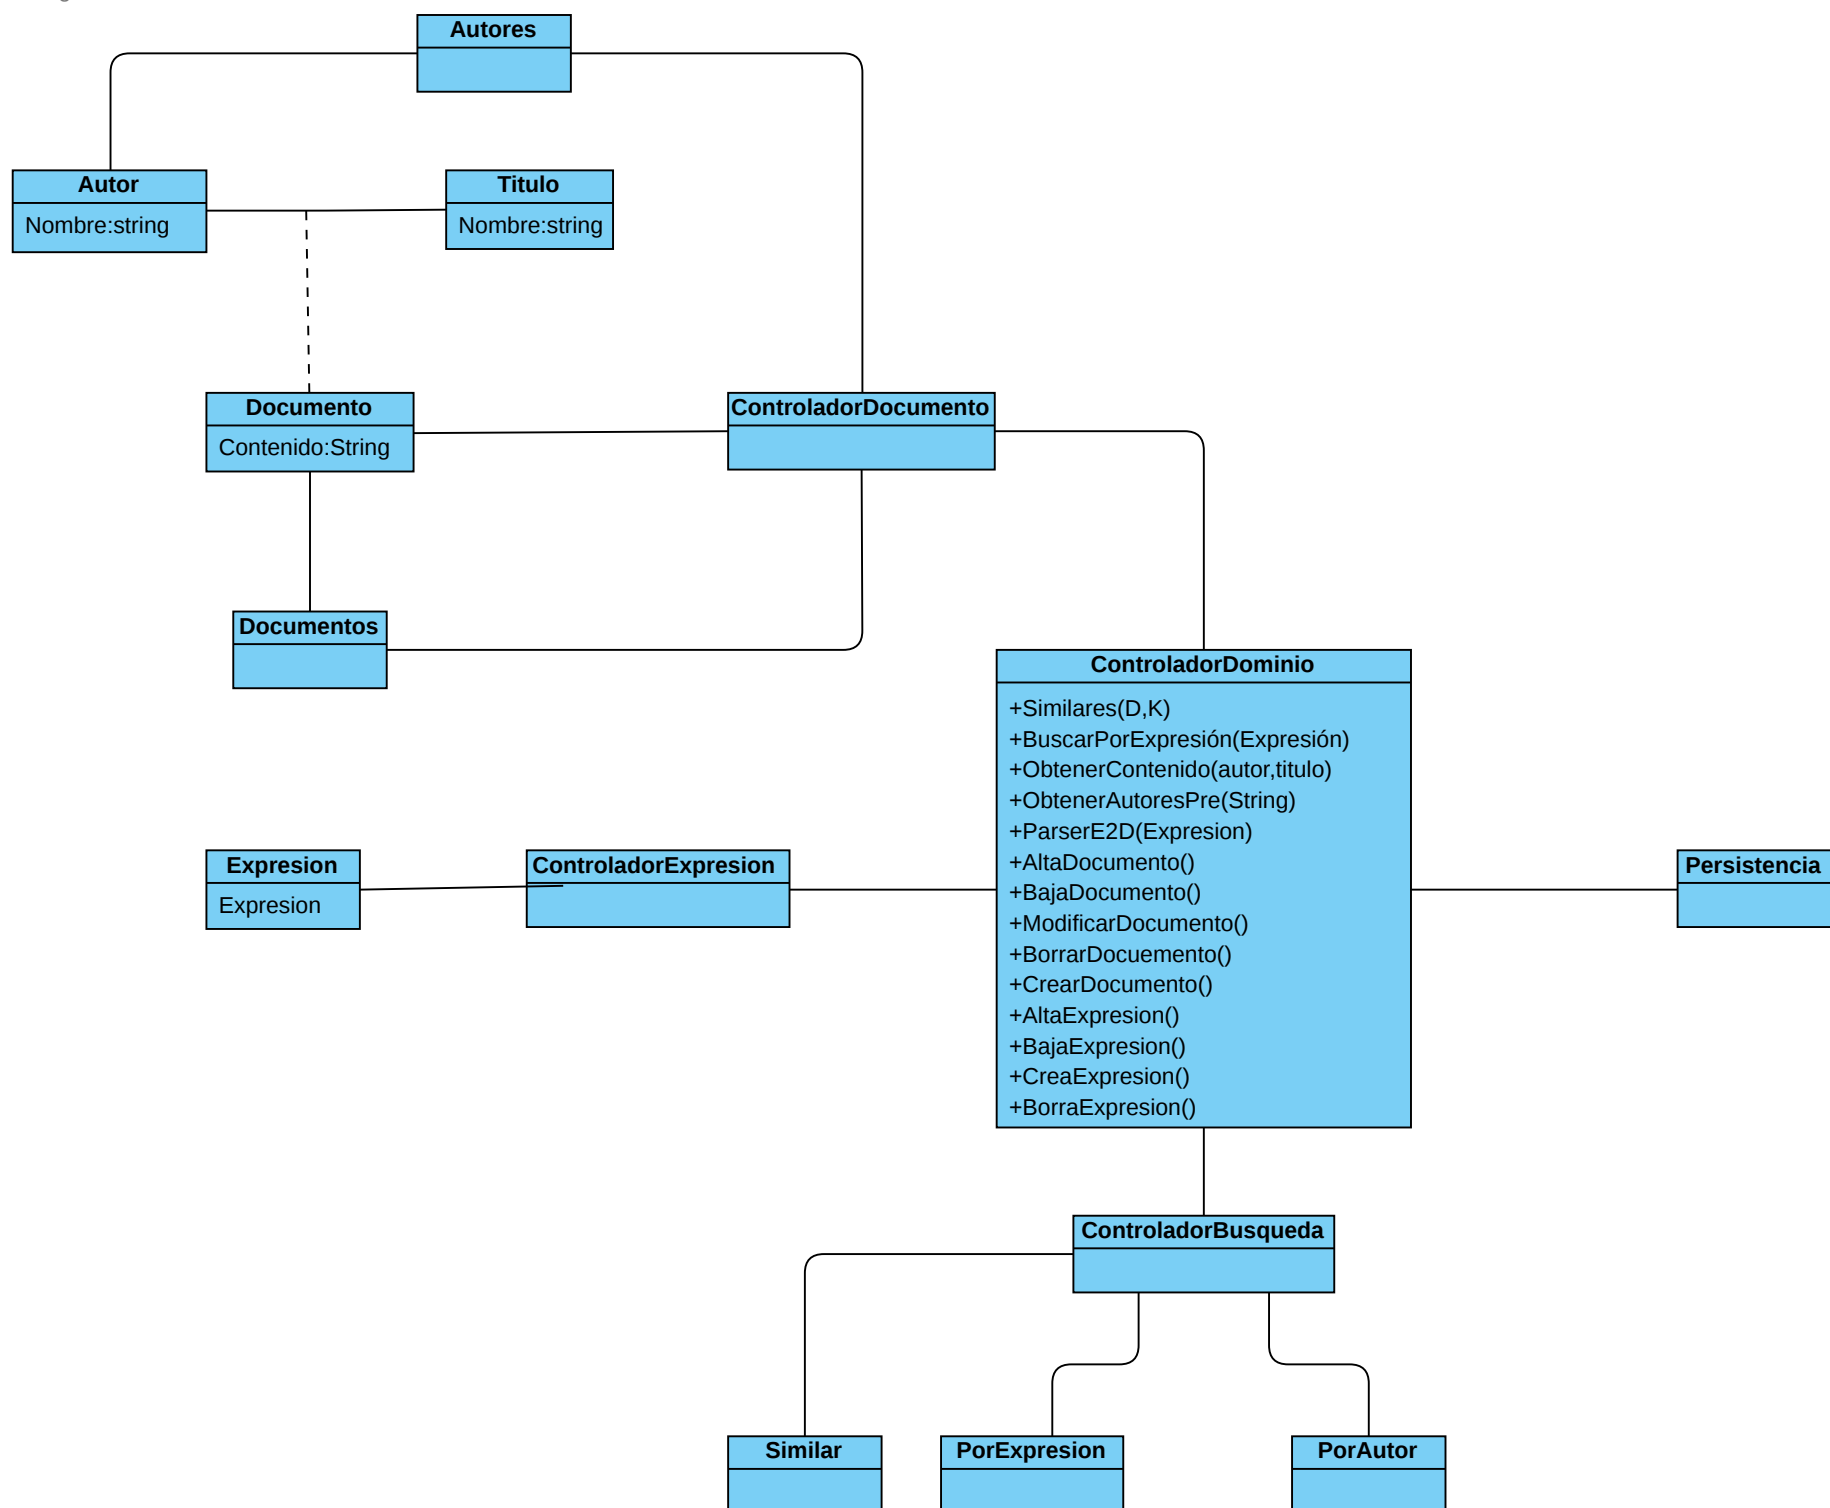 Autores
Autor
Nombre:string
Titulo
Nombre:string
Documento
Contenido:String
ControladorDocumento
Documentos
ControladorDominio
+Similares(D,K)
+BuscarPorExpresión(Expresión)
+ObtenerContenido(autor,titulo)
+ObtenerAutoresPre(String)
+ParserE2D(Expresion)
+AltaDocumento()
+BajaDocumento()
+ModificarDocumento()
+BorrarDocuemento()
+CrearDocumento()
+AltaExpresion()
+BajaExpresion()
+CreaExpresion()
+BorraExpresion()
Expresion
Expresion
ControladorExpresion
Persistencia
ControladorBusqueda
Similar
PorExpresion
PorAutor